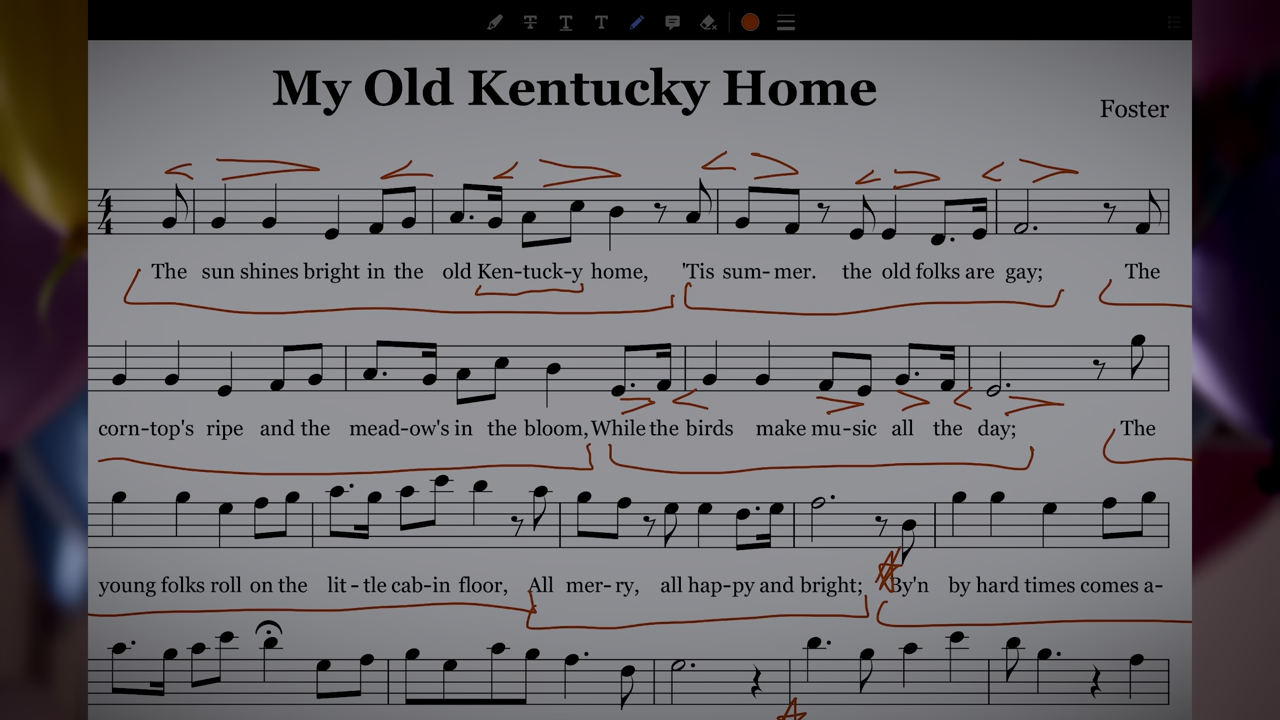 My Old Kentucky Home
Foster
4
4
The sun shines bright in the old Ken-tuck-y home, 'Tis sum-mer. the old folks are gay; The
corn-top's ripe and the mead-ow's in the bloom, While the birds make mu-sic all the day; The
young folks roll on the lit-tle cab-in floor, All mer-ry, all hap-py and bright; By'n by hard times comes a-